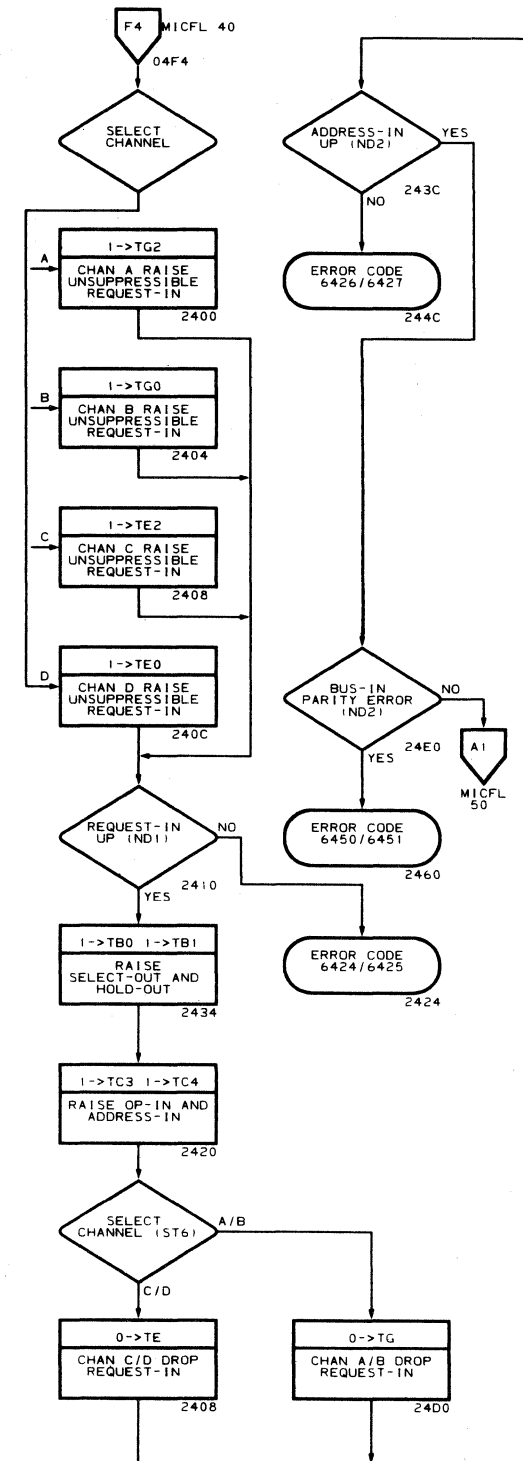 F4 MICFL 40
04F4
SELECT
CHANNEL
A
1->TG2
CHAN A RAISE
UNSUPPRESSIBLE
REQUEST-IN
2400
B
1->TG0
CHAN B RAISE
UNSUPPRESSIBLE
REQUEST-IN
2404
C
1->TE2
CHAN C RAISE
UNSUPPRESSIBLE
REQUEST-IN
2408
D
1->TE0
CHAN D RAISE
UNSUPPRESSIBLE
REQUEST-IN
240C
REQUEST-IN
UP (ND1)
NO
2410
YES
1->TB0 1->TB1
RAISE
SELECT-OUT AND
HOLD-OUT
2434
1->TC3 1->TC4
RAISE OP-IN AND
ADDRESS-IN
2420
SELECT
CHANNEL (ST6)
A/B
C/D
0->TE
CHAN C/D DROP
REQUEST-IN
2408
0->TG
CHAN A/B DROP
REQUEST-IN
24D0
ADDRESS-IN
UP (ND2)
YES
243C
NO
ERROR CODE
6426/6427
244C
BUS-IN
PARITY ERROR
(ND2)
NO
24E0
YES
A1
MICFL
50
ERROR CODE
6450/6451
2460
ERROR CODE
6424/6425
2424